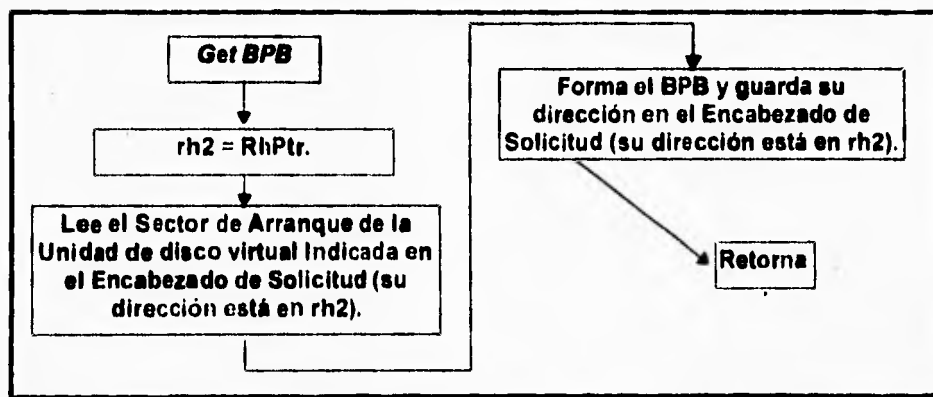 Get BPB
rh2 = RhPtr.
Lee el Sector de Arranque de la
Unidad de disco virtual Indicada en
el Encabezado de Solicitud (su
dirección está en rh2).
Forma el BPB y guarda su
dirección en el Encabezado de
Solicitud (su dirección está en rh2).
Retorna